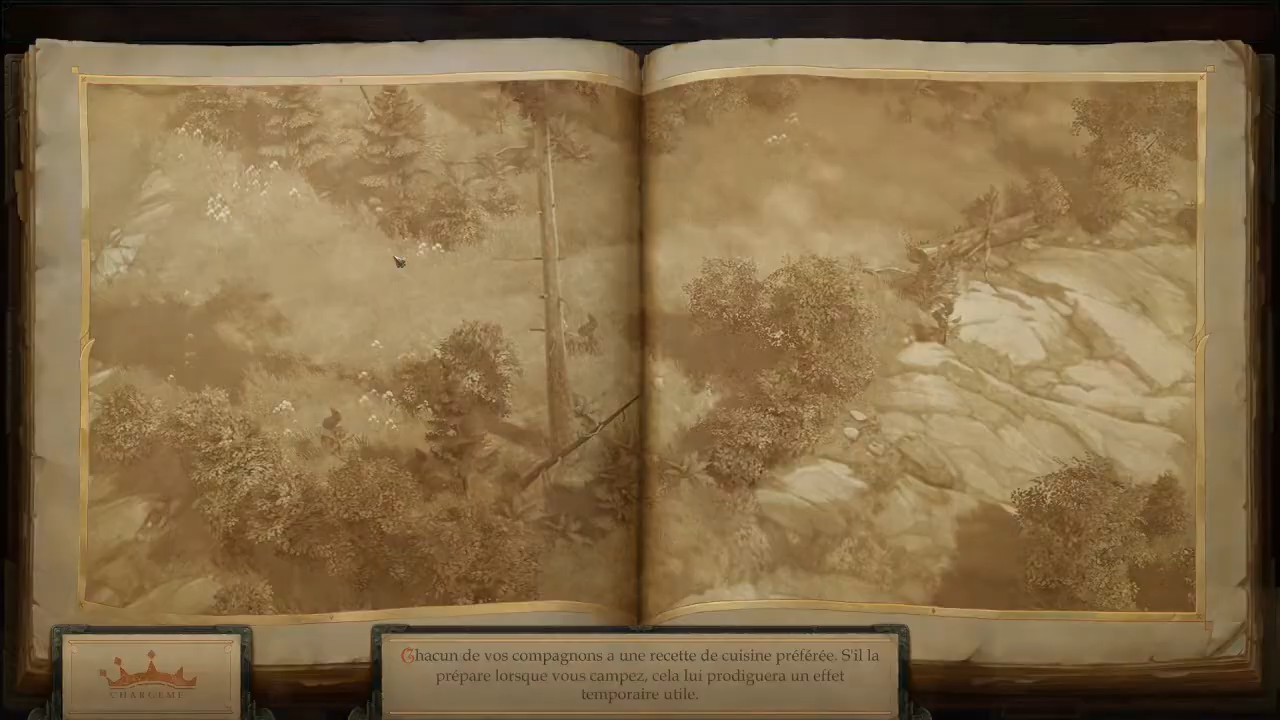 Chacun de vos compagnons a une recette de cuisine préférée. S'il la
prépare lorsque vous campez, cela lui prodiguera un effet
temporaire utile.
CHARGEME